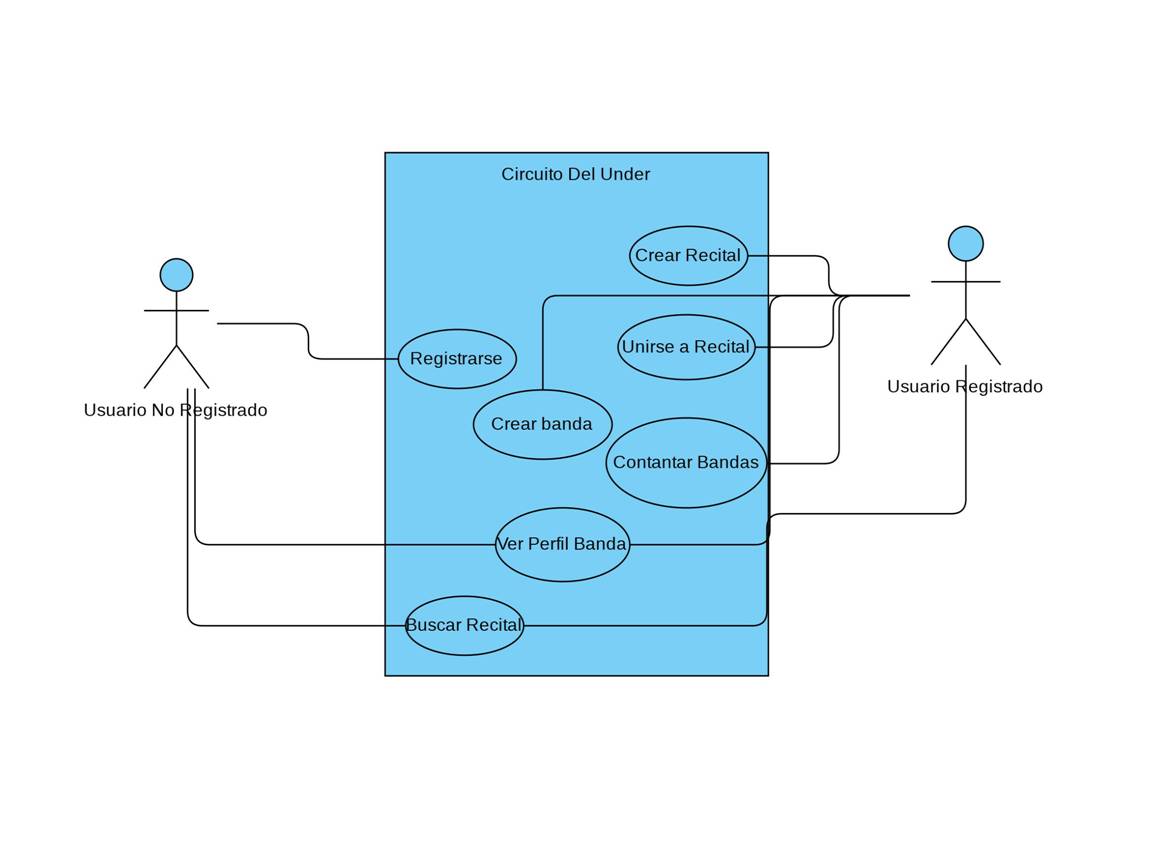 Circuito Del Under
Crear Recital
Unirse a Recital
Registrarse
Usuario Registrado
Usuario No Registrado
Crear banda
Contantar Bandas
Ver Perfil Banda
Buscar Recital